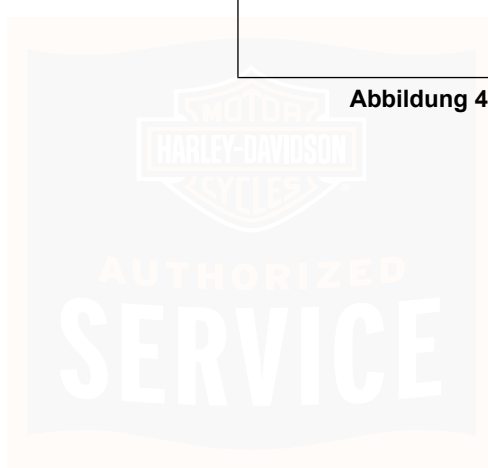 Abbildung 4
MOTOR
HARLEY-DAVIDSON
CYCLES
AUTHORIZED
SERVICE